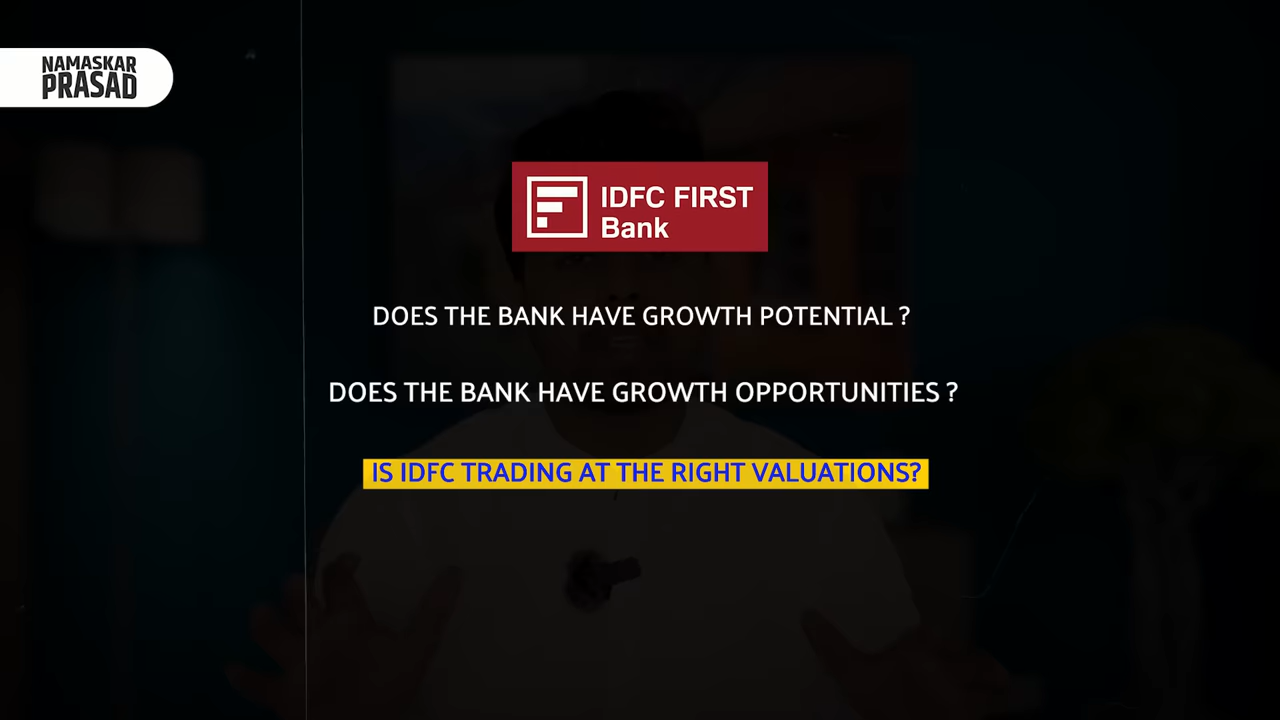 NAMASKAR
PRASAD
IDFC FIRST
Bank
DOES THE BANK HAVE GROWTH POTENTIAL ?
DOES THE BANK HAVE GROWTH OPPORTUNITIES ?
IS IDFC TRADING AT THE RIGHT VALUATIONS?